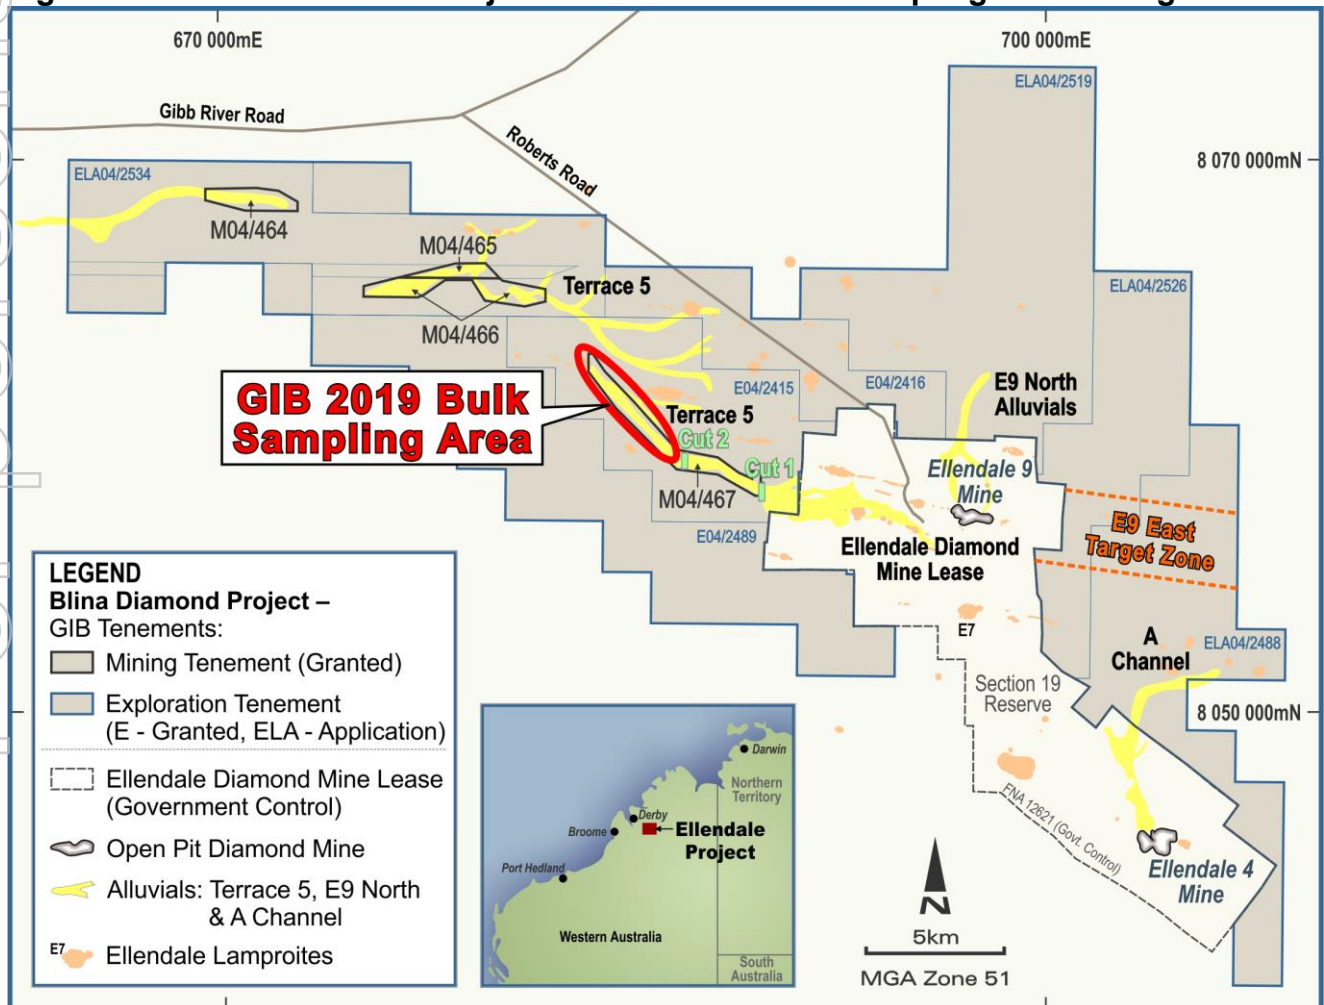 670 000mE
700 000mE
ELA04/2519
Gibb River Road
Roberts Road
8 070 000mN
ELA04/2534
M04/464
M04/465
Terrace 5
ELA04/2526
M04/466
GIB 2019 Bulk
Sampling Area
E04/2415
E04/2416
E9 North
Alluvials
Terrace 5
Cut 2
Cut 1
M04/467
Ellendale 9
Mine
E04/2489
E9 East
Target Zone
Ellendale Diamond
Mine Lease
E7
A
Channel
ELA04/2488
Section 19
Reserve
8 050 000mN
FNA 12621 (Govt. Control)
Ellendale 4
Mine
LEGEND
Blina Diamond Project –
GIB Tenements:
Mining Tenement (Granted)
Exploration Tenement
(E - Granted, ELA - Application)
Ellendale Diamond Mine Lease
(Government Control)
Open Pit Diamond Mine
Alluvials: Terrace 5, E9 North
& A Channel
E7
Ellendale Lamproites
Darwin
Northern
Territory
Derby
Broome
Ellendale
Project
Port Hedland
Western Australia
South
Australia
N
5km
MGA Zone 51